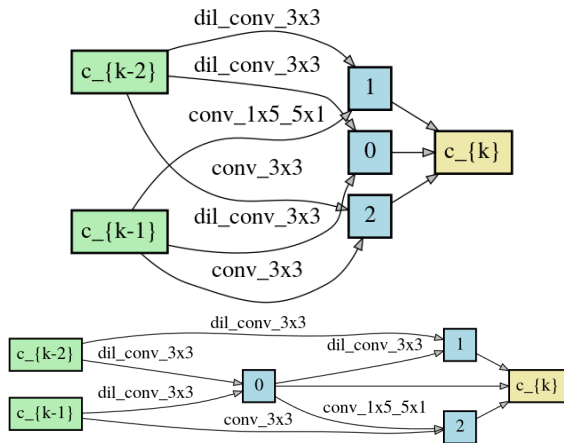 dil_conv_3x3
c_{k-2}
dil_conv_3x3
1
conv_1x5_5x1
0
c_{k}
conv_3x3
dil_conv_3x3
2
c_{k-1}
conv_3x3
dil_conv_3x3
dil_conv_3x3
1
c_{k-2}
dil_conv_3x3
dil_conv_3x3
0
c_{k}
c_{k-1}
conv_3x3
conv_1x5_5x1
2